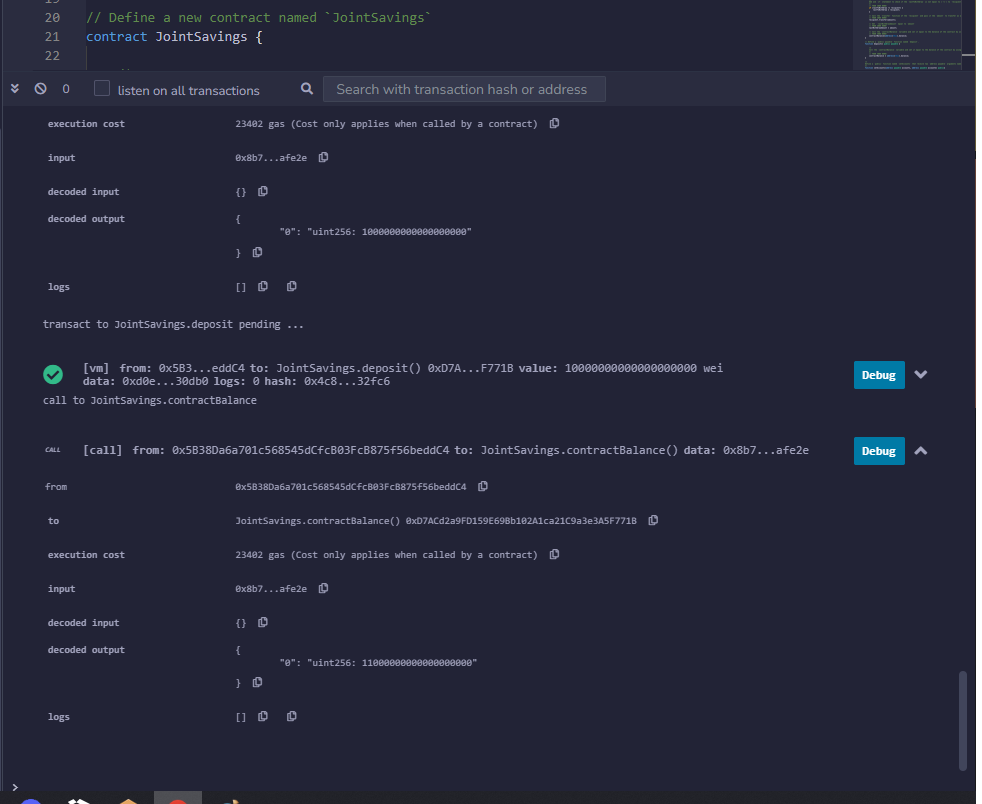 20 // Define a new contract named `JointSavings`
21 contract JointSavings {
22
0 listen on all transactions Search with transaction hash or address
execution cost 23402 gas (Cost only applies when called by a contract)
input 0x8b7...afe2e
decoded input {}
decoded output {
"0": "uint256: 1000000000000000000"
}
logs []
transact to JointSavings.deposit pending ...
[vm] from: 0x5B3...eddC4 to: JointSavings.deposit() 0xD7A...F771B value: 10000000000000000000 wei
data: 0xd0e...30db0 logs: 0 hash: 0x4c8...32fc6
Debug
call to JointSavings.contractBalance
CALL [call] from: 0x5B38Da6a701c568545dCfcB03FcB875f56beddC4 to: JointSavings.contractBalance() data: 0x8b7...afe2e
Debug
from 0x5B38Da6a701c568545dCfcB03FcB875f56beddC4
to JointSavings.contractBalance() 0xD7ACd2a9FD159E69Bb102A1ca21C9a3e3A5F771B
execution cost 23402 gas (Cost only applies when called by a contract)
input 0x8b7...afe2e
decoded input {}
decoded output {
"0": "uint256: 11000000000000000000"
}
logs []
>